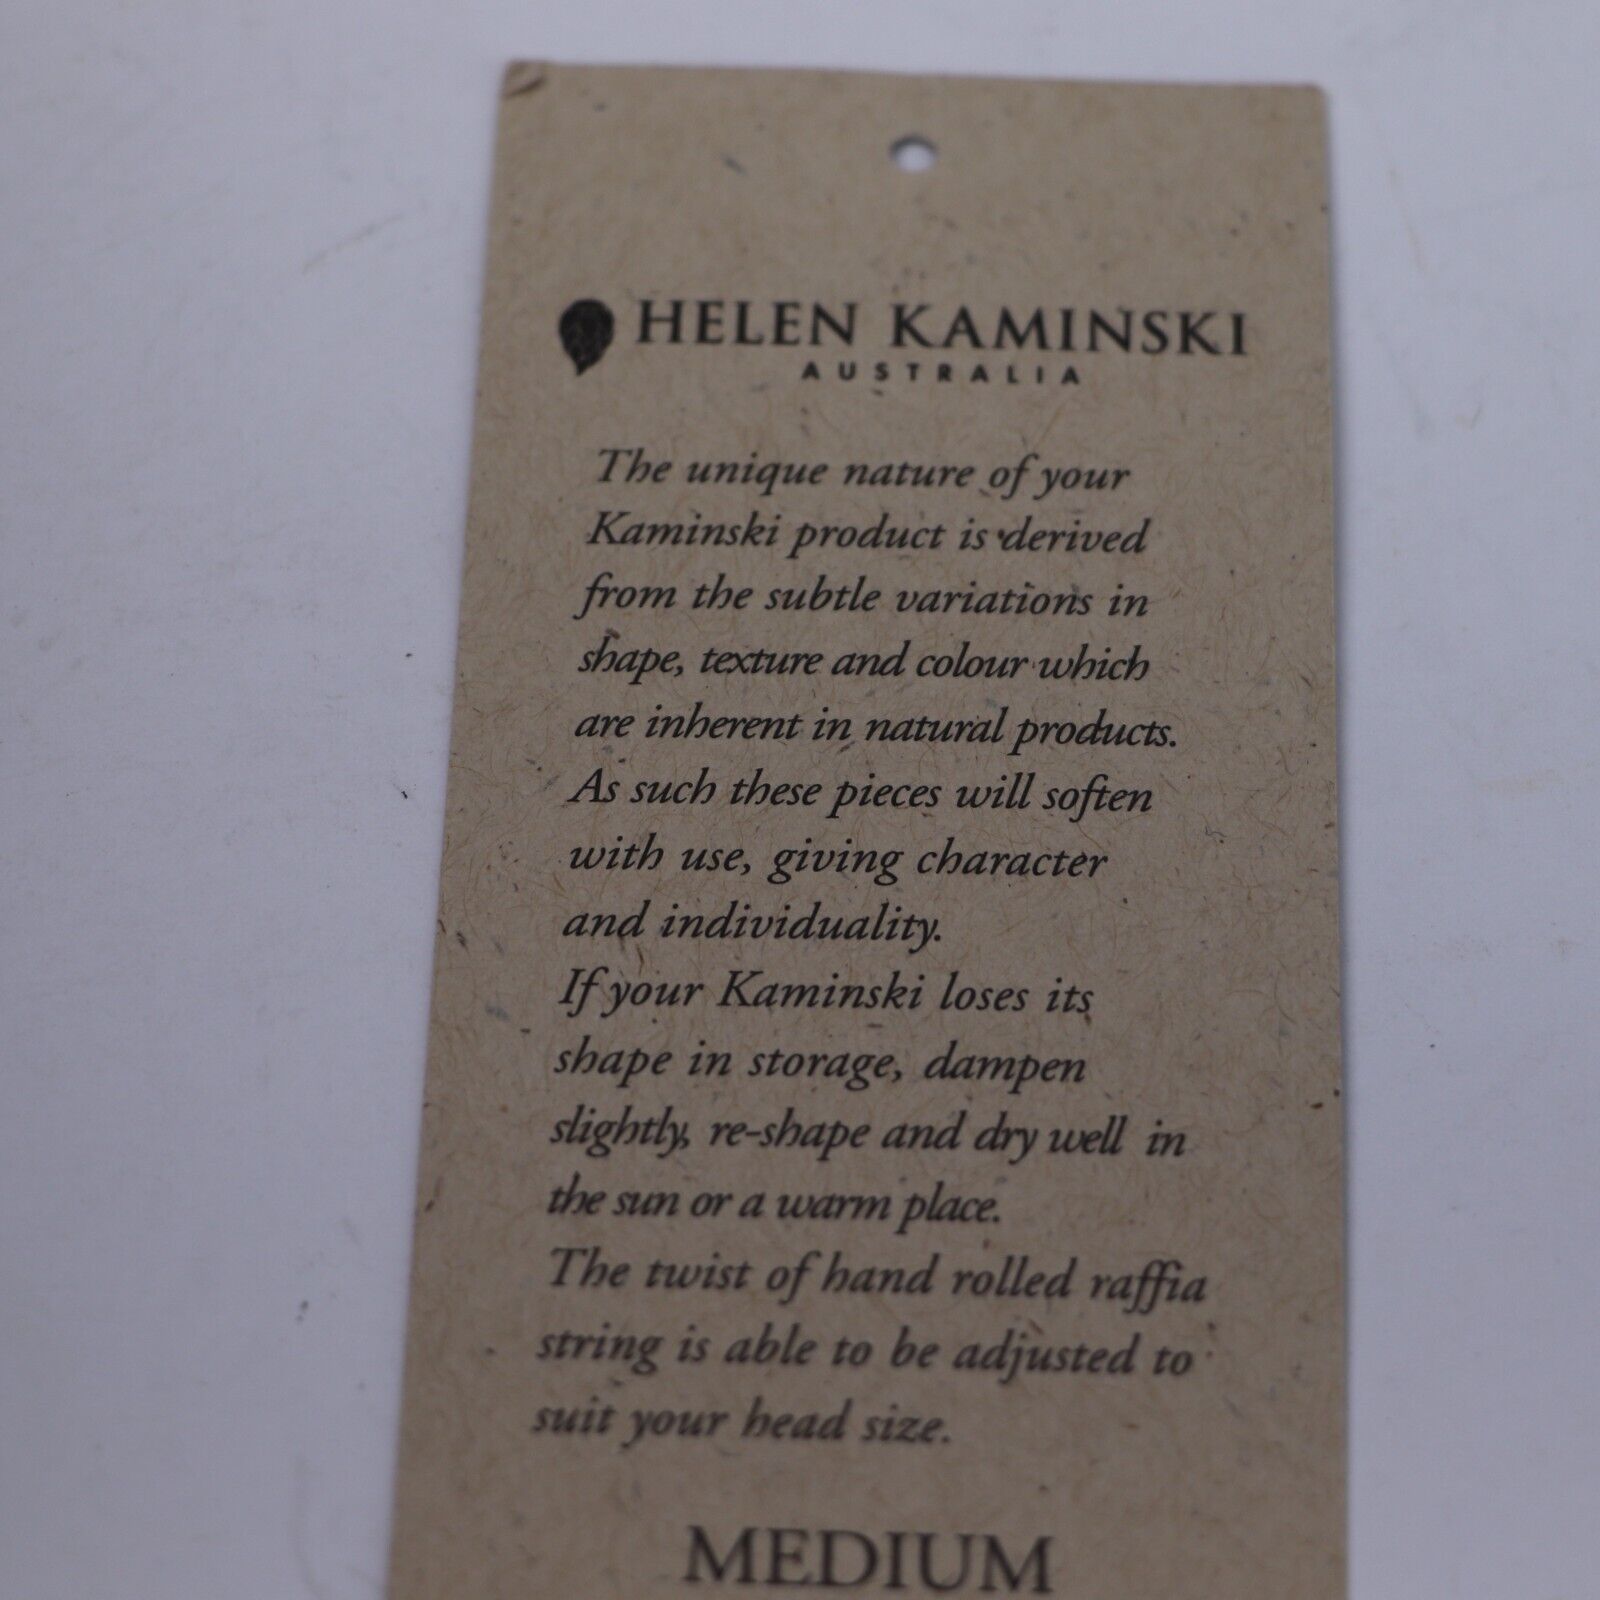 HELEN KAMINSKI
AUSTRALIA
The unique nature of your
Kaminski product is derived
from the subtle variations in
shape, texture and colour which
are inherent in natural products.
As such these pieces will soften
with use, giving character
and individuality.
If your Kaminski loses its
shape in storage, dampen
slightly, re-shape and dry well in
the sun or a warm place.
The twist of hand rolled raffia
string is able to be adjusted to
suit your head size.
MEDIUM